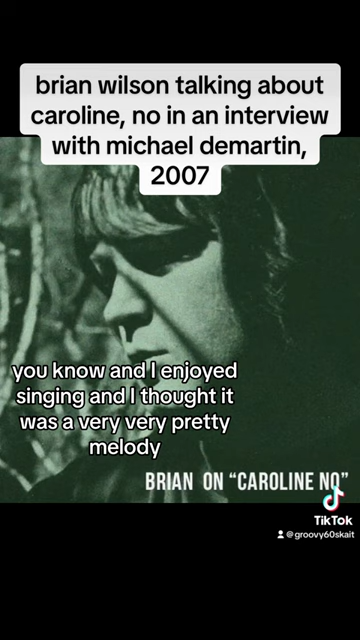 brian wilson talking about
caroline, no in an interview
with michael demartin,
2007
you know and I enjoyed
singing and I thought it
was a very very pretty
melody
BRIAN ON “CAROLINE NO”
TikTok
@groovy60skait